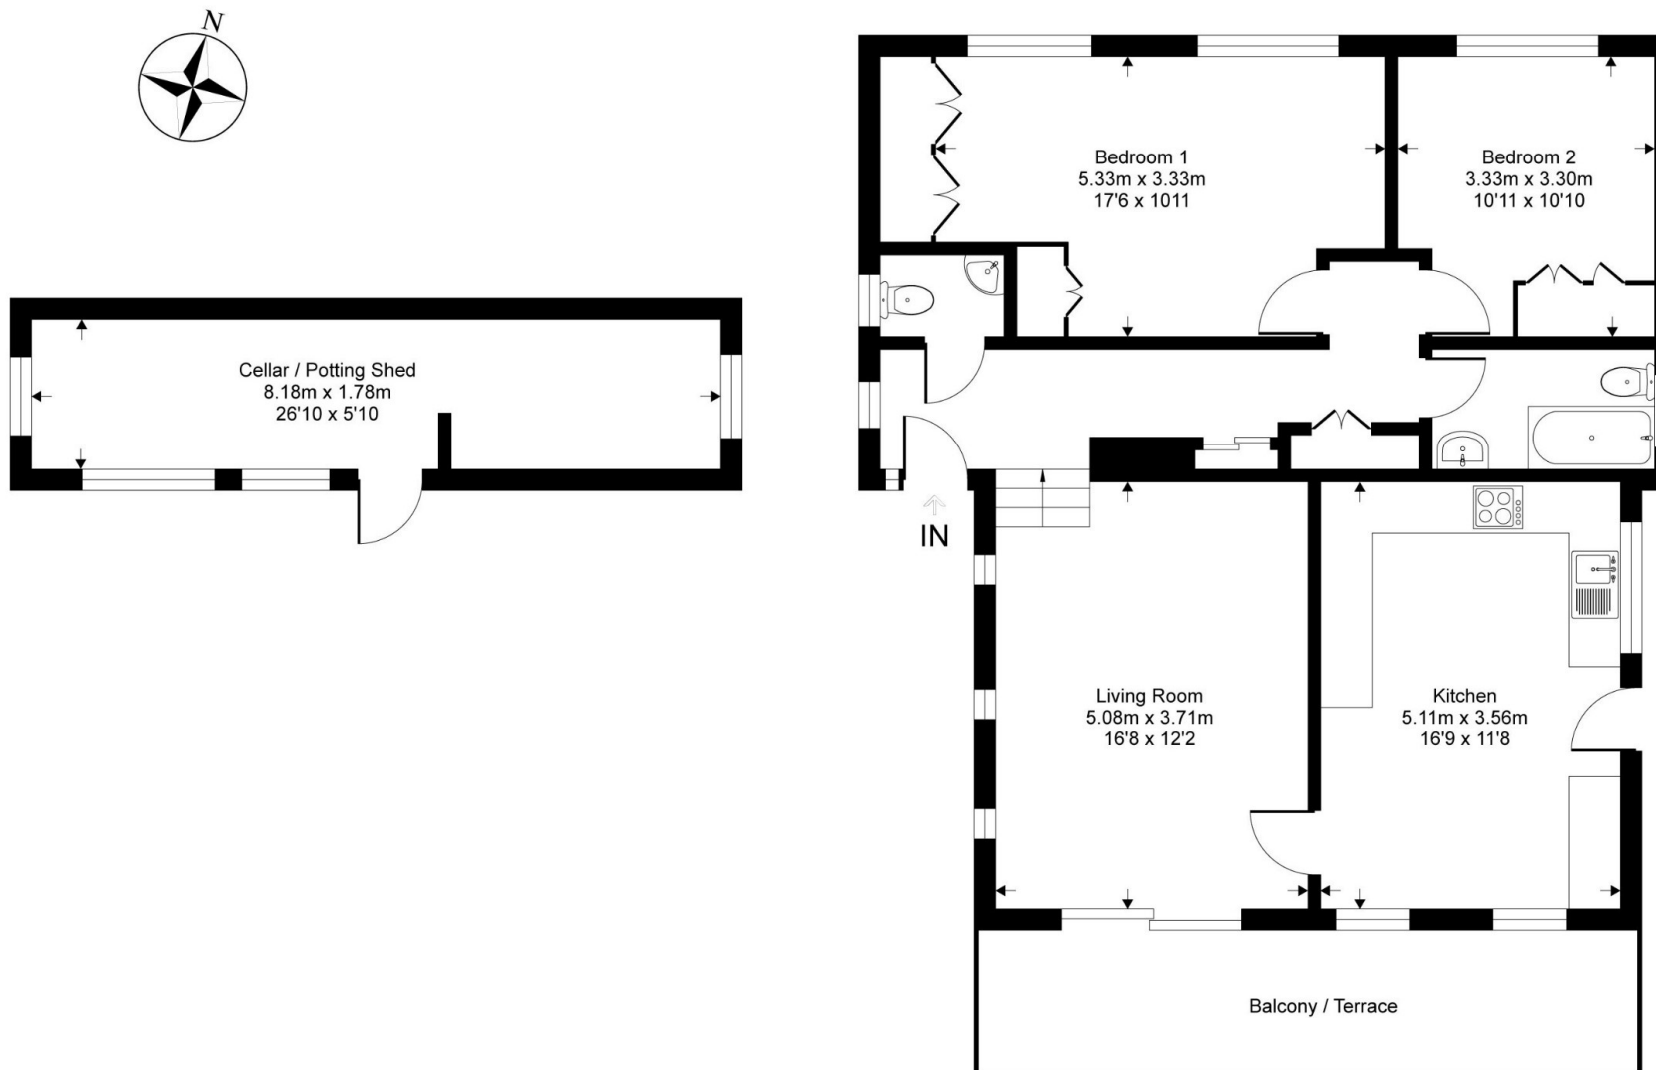 N
Bedroom 1
5.33m x 3.33m
17'6 x 1011
Bedroom 2
3.33m x 3.30m
10'11 x 10'10
Cellar / Potting Shed
8.18m x 1.78m
26'10 x 5'10
IN
Living Room
5.08m x 3.71m
16'8 x 12'2
Kitchen
5.11m x 3.56m
16'9 x 11'8
Balcony / Terrace